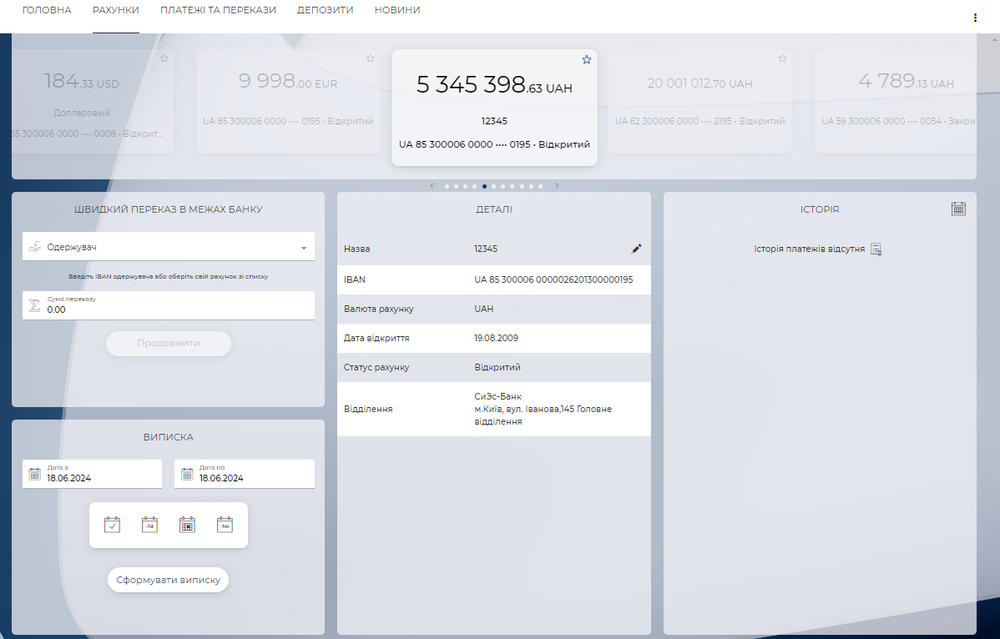 ГОЛОВНА РАХУНКИ ПЛАТЕЖІ ТА ПЕРЕКАЗИ ДЕПОЗИТИ НОВИНИ
184.33 USD
Долларовый
55 300006 0000 •••• 0008 • Відкрит...
9 998.00 EUR
UA 85 300006 0000 •••• 0195 • Відкритий
5 345 398.63 UAH
12345
UA 85 300006 0000 •••• 0195 • Відкритий
20 001 012.70 UAH
UA 62 300006 0000 •••• 2195 • Відкритий
4 789.13 UAH
UA 59 300006 0000 •••• 0054 • Закри
ШВИДКИЙ ПЕРЕКАЗ В МЕЖАХ БАНКУ
Одержувач
Введіть IBAN одержувача або оберіть свій рахунок зі списку
Сума переказу
0.00
Продовжити
ВИПИСКА
Дата з
18.06.2024
Дата по
18.06.2024
-1d
-1m
Сформувати виписку
ДЕТАЛІ
Назва 12345
IBAN UA 85 300006 0000026201300000195
Валюта рахунку UAH
Дата відкриття 19.08.2009
Статус рахунку Відкритий
Відділення
СиЭс-Банк
м.Київ, вул. Іванова,145 Головне
відділення
ІСТОРІЯ
Історія платежів відсутня